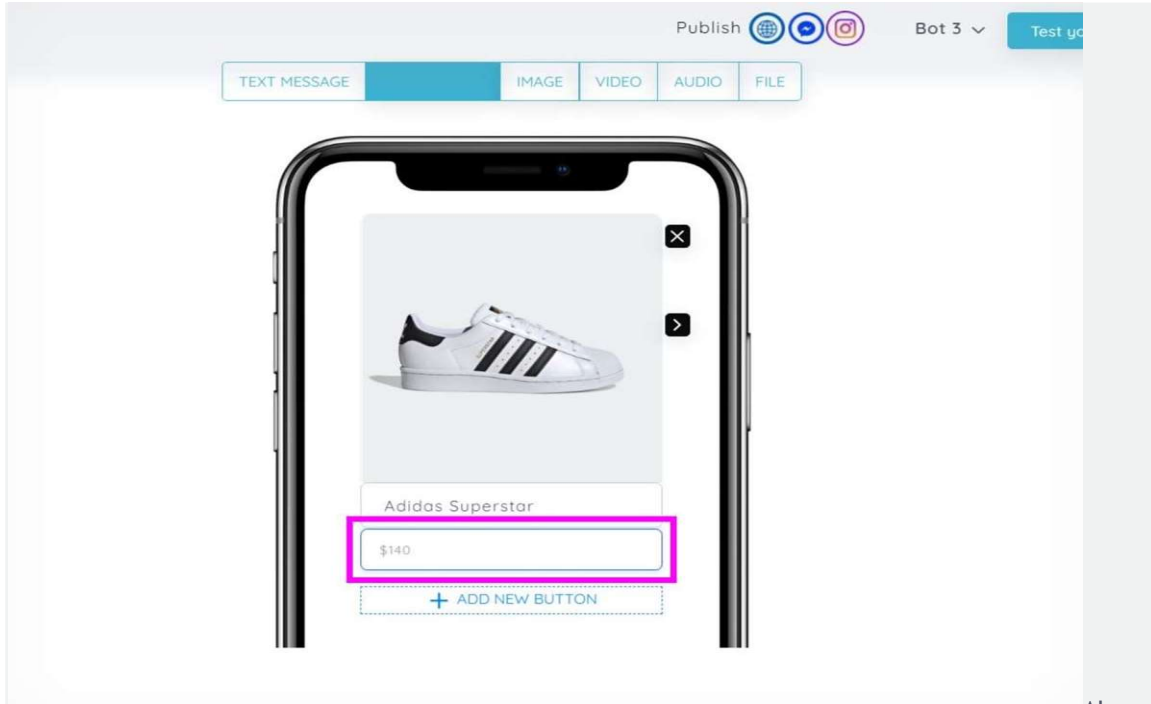 Publish
Bot 3
Test yo
TEXT MESSAGE
IMAGE
VIDEO
AUDIO
FILE
Adidas Superstar
$140
+ ADD NEW BUTTON